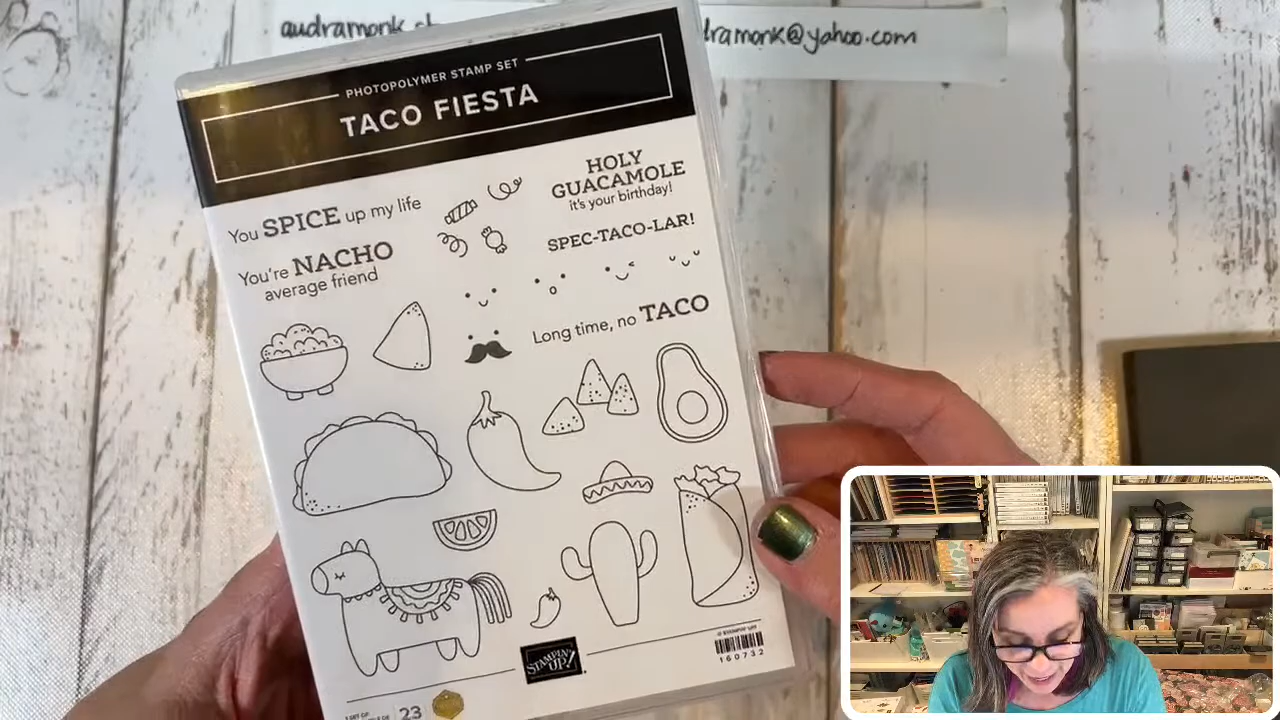 audramonk
dramonk@yahoo.com
PHOTOPOLYMER STAMP SET
TACO FIESTA
You SPICE up my life
HOLY
GUACAMOLE
it's your birthday!
You're NACHO
average friend
SPEC-TACO-LAR!
Long time, no TACO
STAMPIN' UP!
160732
23